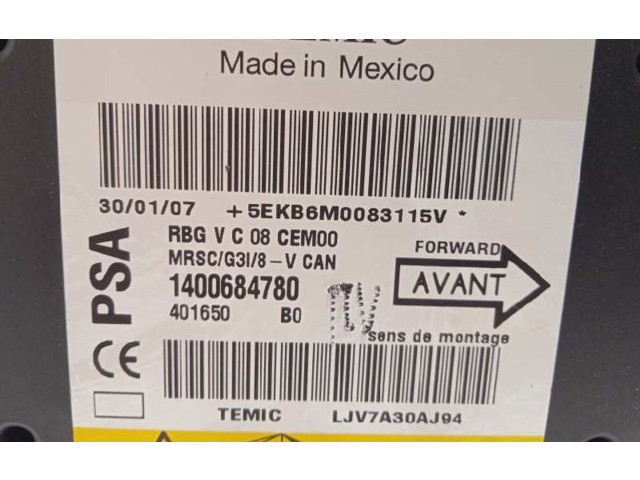 Made in Mexico
30/01/07 +5EKB6M0083115V *
RBG V C 08 CEM00
MRSC/G3I/8-V CAN
1400684780
401650 B0
PSA
CE
FORWARD
AVANT
sens de montage
TEMIC LJV7A30AJ94